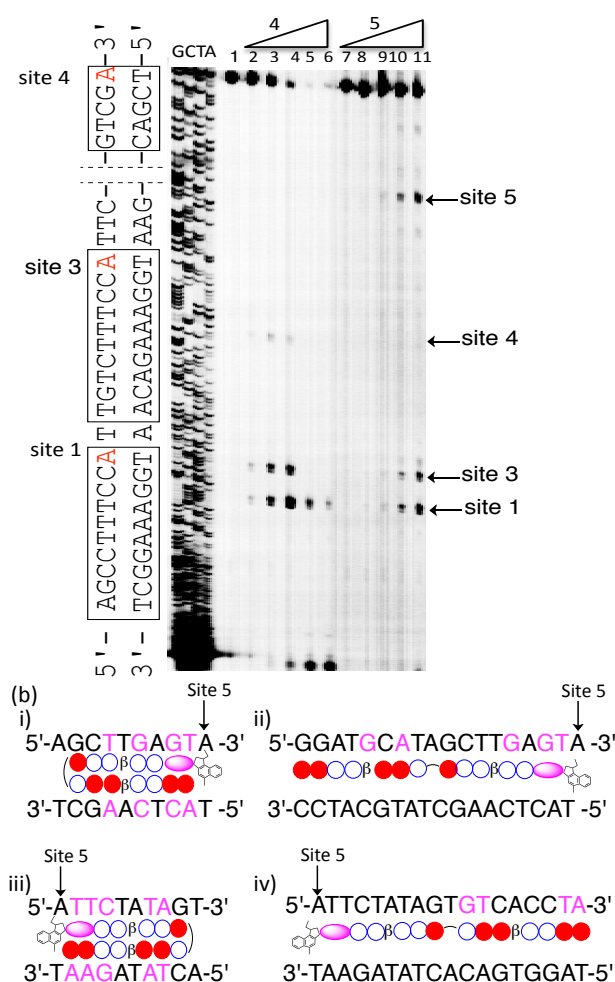 4 5
GCTA 1 2 3 4 5 6 7 8 9 10 11
site 4
site 3
site 1
5'–AGCCTTTCCA T TGTCTTTCCA TTC– –GTCGA–3'
3'–TCGGAAAGGT A ACAGAAAGGT AAG– –CAGCT–5'
site 5
site 4
site 3
site 1
(b)
i)
Site 5
5'-AGCTTGAGTA-3'
β
β
3'-TCGAACTCAT -5'
ii)
Site 5
5'-GGATGCATAGCTTGAGTA-3'
β β
3'-CCTACGTATCGAACTCAT -5'
iii)
Site 5
5'-ATTCTATAGT-3'
β
β
3'-TAAGATATCA-5'
iv)
Site 5
5'-ATTCTATAGTGTCACCTA-3'
β β
3'-TAAGATATCACAGTGGAT-5'